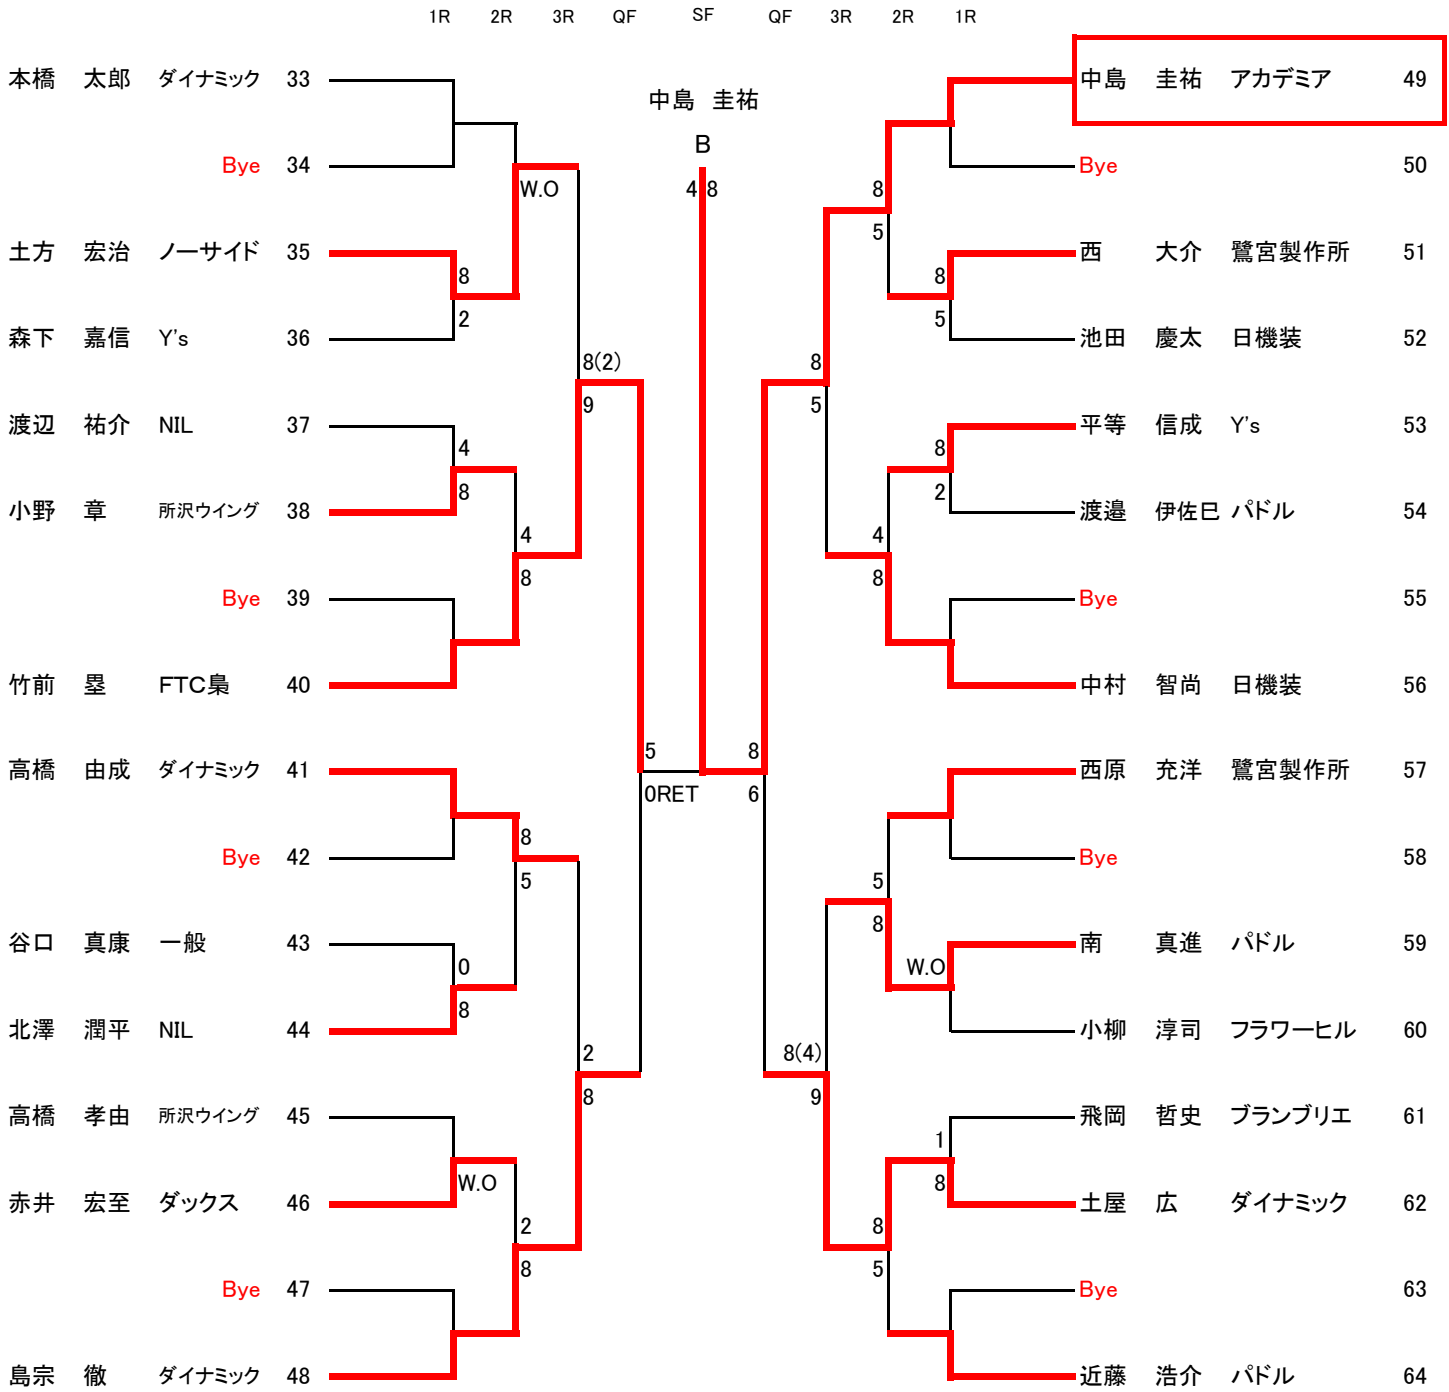 1R 2R 3R QF SF QF 3R 2R 1R
本橋 太郎 ダイナミック 33 中島 圭祐 アカデミア 49
中島 圭祐
B
Bye 34 Bye 50
W.O 4 8 8
5
土方 宏治 ノーサイド 35 西 大介 鷺宮製作所 51
8 8
2 5
森下 嘉信 Y's 36 池田 慶太 日機装 52
8(2) 8
9 5
渡辺 祐介 NIL 37 平等 信成 Y's 53
4 8
8 2
小野 章 所沢ウイング 38 渡邉 伊佐巳 パドル 54
4 4
8 8
Bye 39 Bye 55
竹前 塁 FTC梟 40 中村 智尚 日機装 56
5 8
高橋 由成 ダイナミック 41 西原 充洋 鷺宮製作所 57
0RET 6
8
Bye 42 Bye 58
5 5
8
谷口 真康 一般 43 南 真進 パドル 59
0 W.O
8
北澤 潤平 NIL 44 小柳 淳司 フラワーヒル 60
2 8(4)
8 9
高橋 孝由 所沢ウイング 45 飛岡 哲史 ブランブリエ 61
1
W.O 8
赤井 宏至 ダックス 46 土屋 広 ダイナミック 62
2 8
8 5
Bye 47 Bye 63
島宗 徹 ダイナミック 48 近藤 浩介 パドル 64